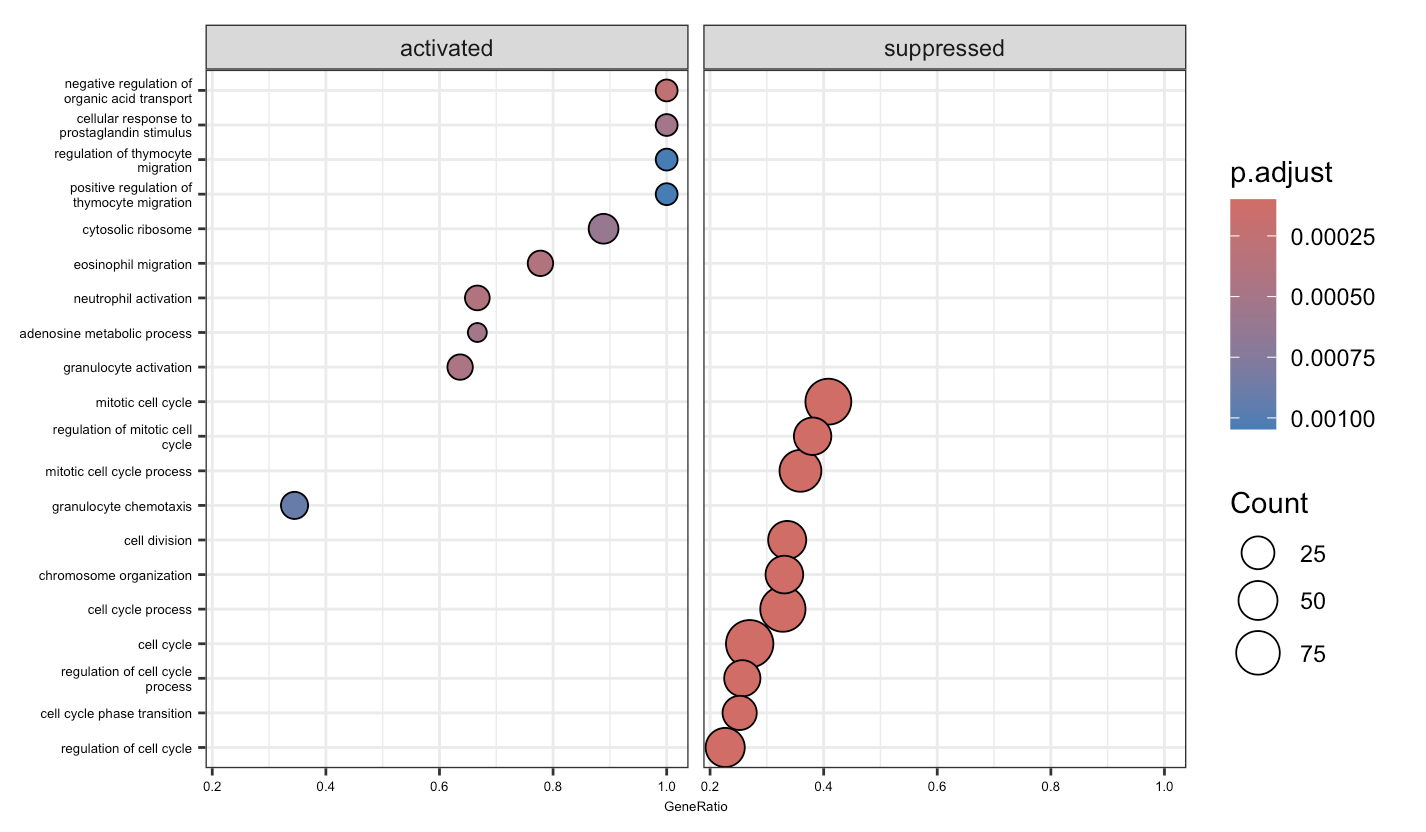 activated
suppressed
negative regulation of
organic acid transport
cellular response to
prostaglandin stimulus
regulation of thymocyte
migration
positive regulation of
thymocyte migration
cytosolic ribosome
eosinophil migration
neutrophil activation
adenosine metabolic process
granulocyte activation
mitotic cell cycle
regulation of mitotic cell
cycle
mitotic cell cycle process
granulocyte chemotaxis
cell division
chromosome organization
cell cycle process
cell cycle
regulation of cell cycle
process
cell cycle phase transition
regulation of cell cycle
0.2 0.4 0.6 0.8 1.0
0.2 0.4 0.6 0.8 1.0
GeneRatio
p.adjust
0.00025
0.00050
0.00075
0.00100
Count
25
50
75